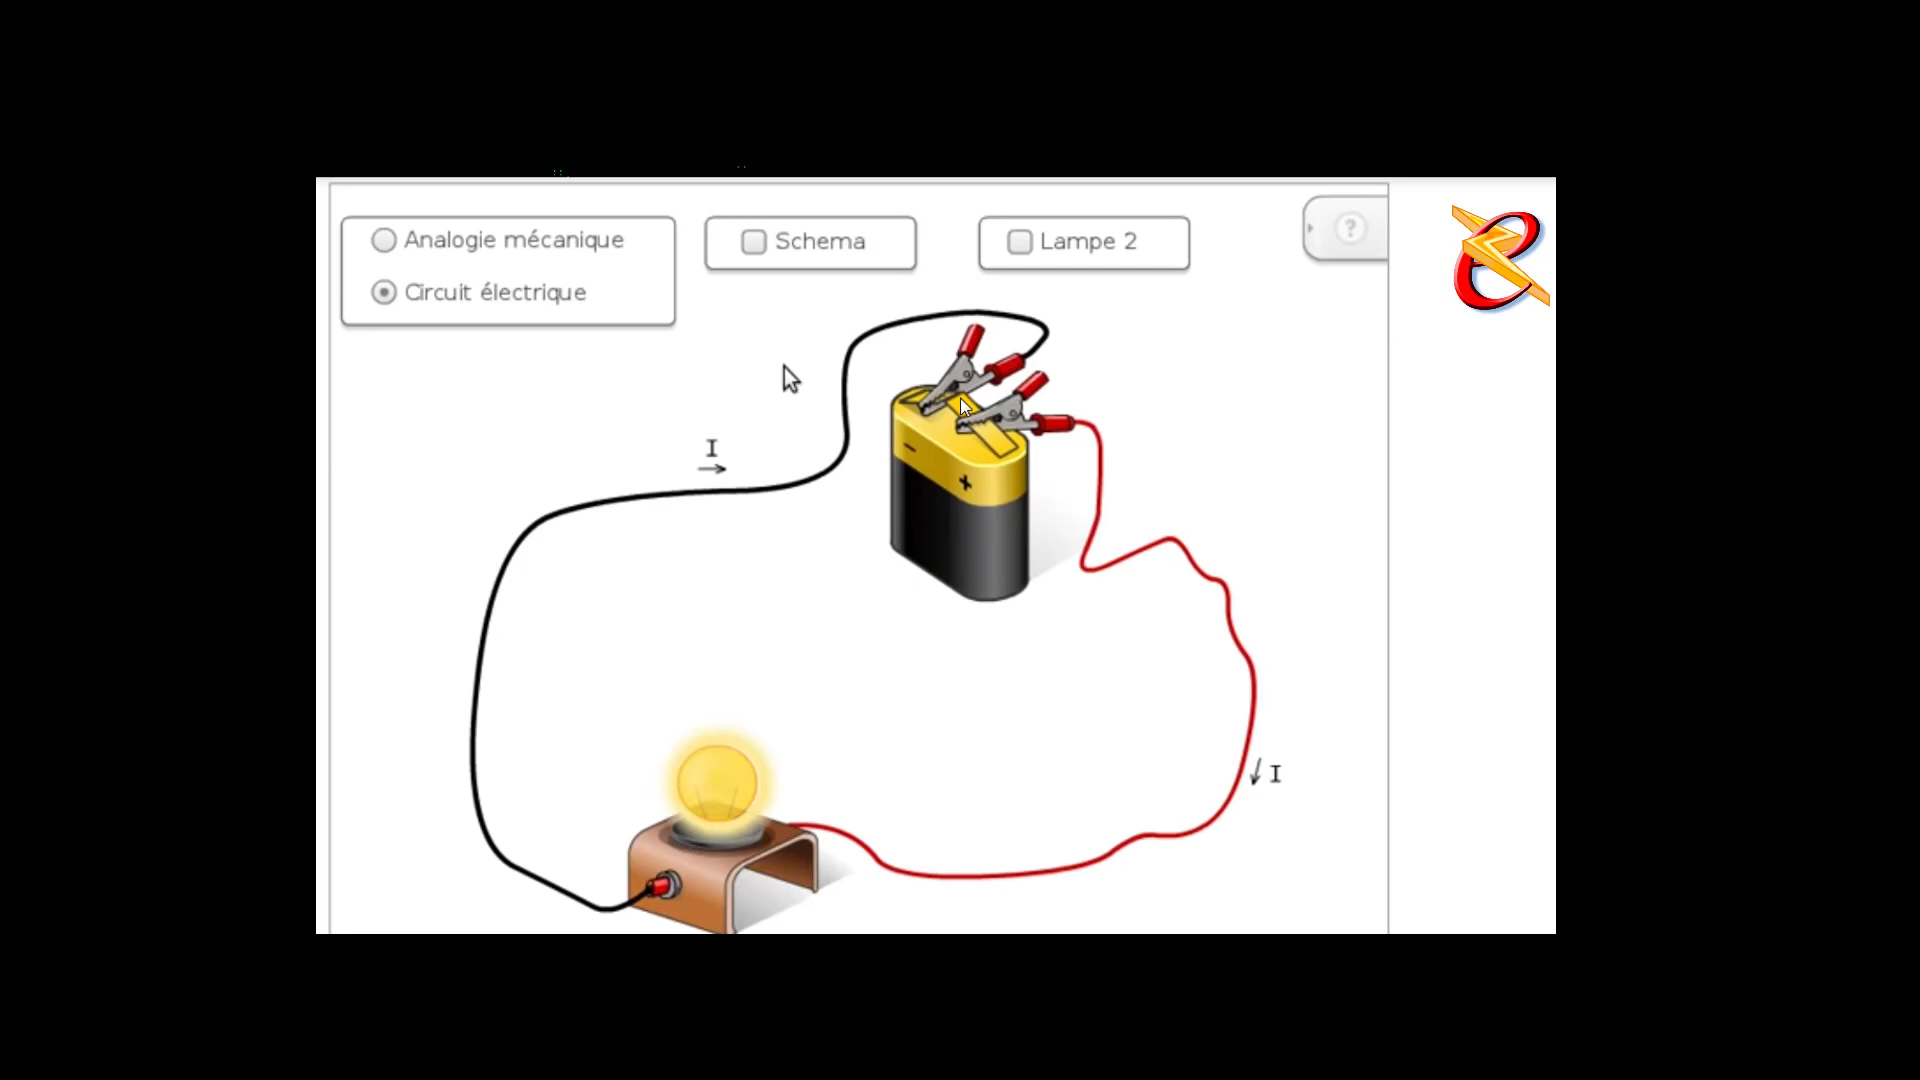 Analogie mécanique
Schema
Lampe 2
?
Circuit électrique
I
−
+
I